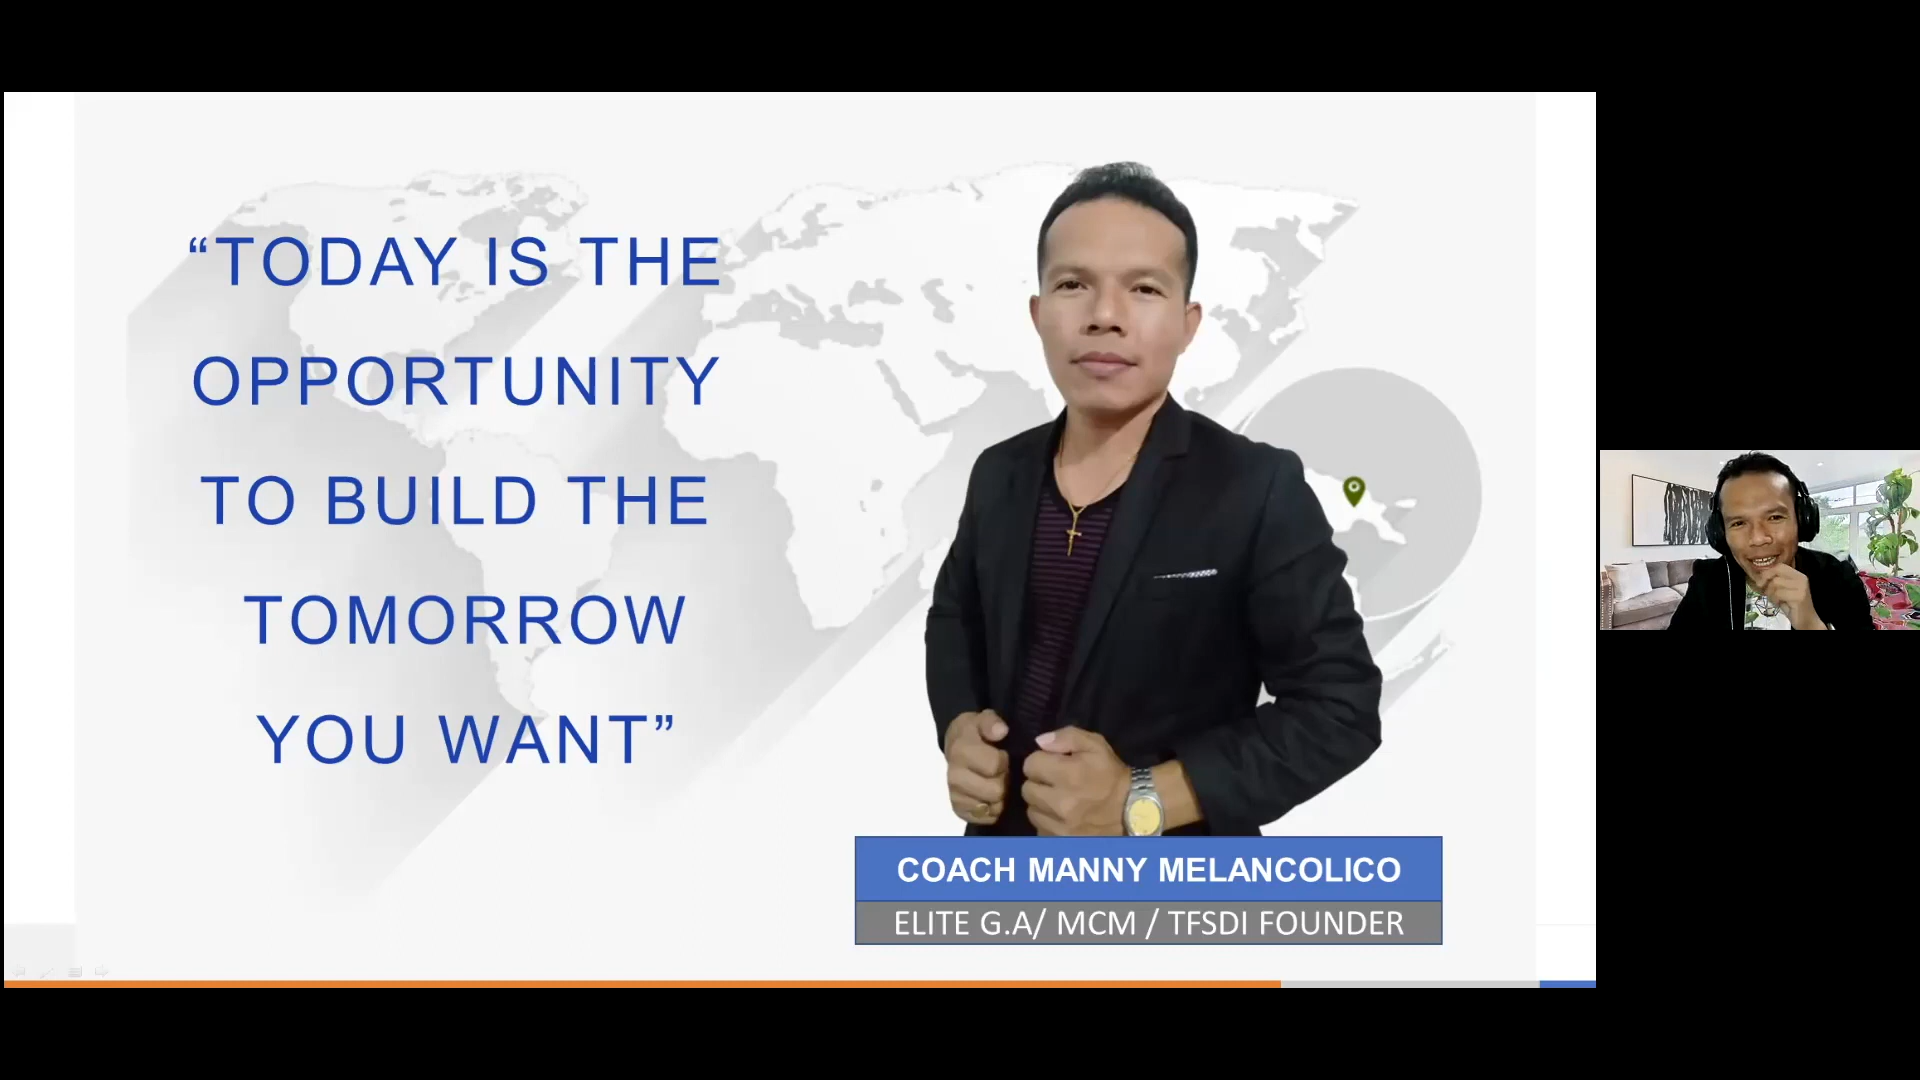 “TODAY IS THE
OPPORTUNITY
TO BUILD THE
TOMORROW
YOU WANT”
COACH MANNY MELANCOLICO
ELITE G.A/ MCM / TFSDI FOUNDER